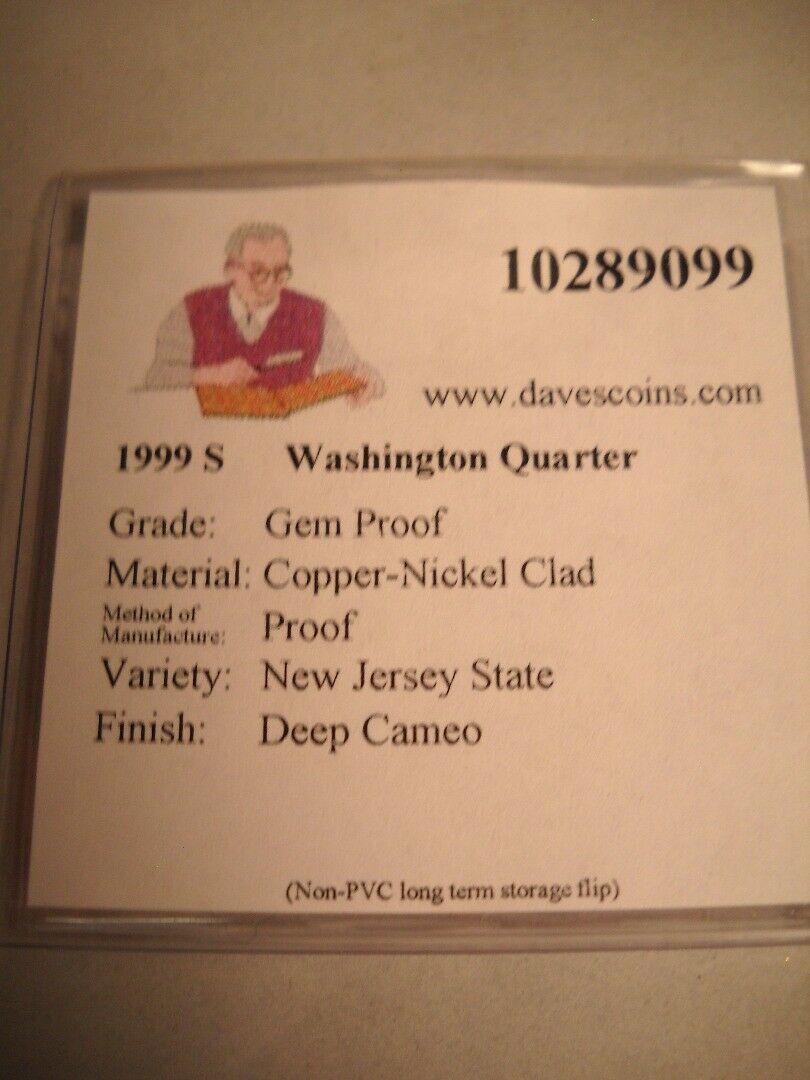 10289099
www.davescoins.com
1999 S Washington Quarter
Grade: Gem Proof
Material: Copper-Nickel Clad
Method of Manufacture: Proof
Variety: New Jersey State
Finish: Deep Cameo
(Non-PVC long term storage flip)